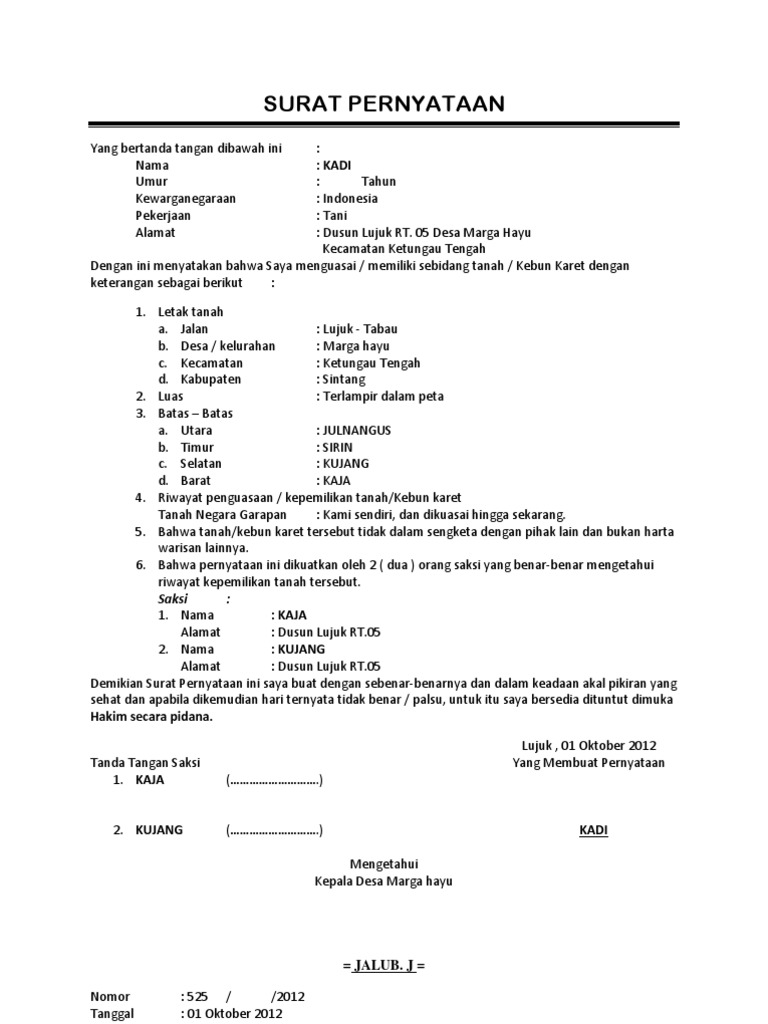 SURAT PERNYATAAN
Yang bertanda tangan dibawah ini :
Nama : KADI
Umur : Tahun
Kewarganegaraan : Indonesia
Pekerjaan : Tani
Alamat : Dusun Lujuk RT. 05 Desa Marga Hayu
Kecamatan Ketungau Tengah
Dengan ini menyatakan bahwa Saya menguasai / memiliki sebidang tanah / Kebun Karet dengan
keterangan sebagai berikut :
1. Letak tanah
a. Jalan : Lujuk - Tabau
b. Desa / kelurahan : Marga hayu
c. Kecamatan : Ketungau Tengah
d. Kabupaten : Sintang
2. Luas : Terlampir dalam peta
3. Batas – Batas
a. Utara : JULNANGUS
b. Timur : SIRIN
c. Selatan : KUJANG
d. Barat : KAJA
4. Riwayat penguasaan / kepemilikan tanah/Kebun karet
Tanah Negara Garapan : Kami sendiri, dan dikuasai hingga sekarang.
5. Bahwa tanah/kebun karet tersebut tidak dalam sengketa dengan pihak lain dan bukan harta
warisan lainnya.
6. Bahwa pernyataan ini dikuatkan oleh 2 ( dua ) orang saksi yang benar-benar mengetahui
riwayat kepemilikan tanah tersebut.
Saksi :
1. Nama : KAJA
Alamat : Dusun Lujuk RT.05
2. Nama : KUJANG
Alamat : Dusun Lujuk RT.05
Demikian Surat Pernyataan ini saya buat dengan sebenar-benarnya dan dalam keadaan akal pikiran yang
sehat dan apabila dikemudian hari ternyata tidak benar / palsu, untuk itu saya bersedia dituntut dimuka
Hakim secara pidana.
Lujuk , 01 Oktober 2012
Tanda Tangan Saksi Yang Membuat Pernyataan
1. KAJA (……………………….)
2. KUJANG (……………………….) KADI
Mengetahui
Kepala Desa Marga hayu
= JALUB. J =
Nomor : 525 / /2012
Tanggal : 01 Oktober 2012